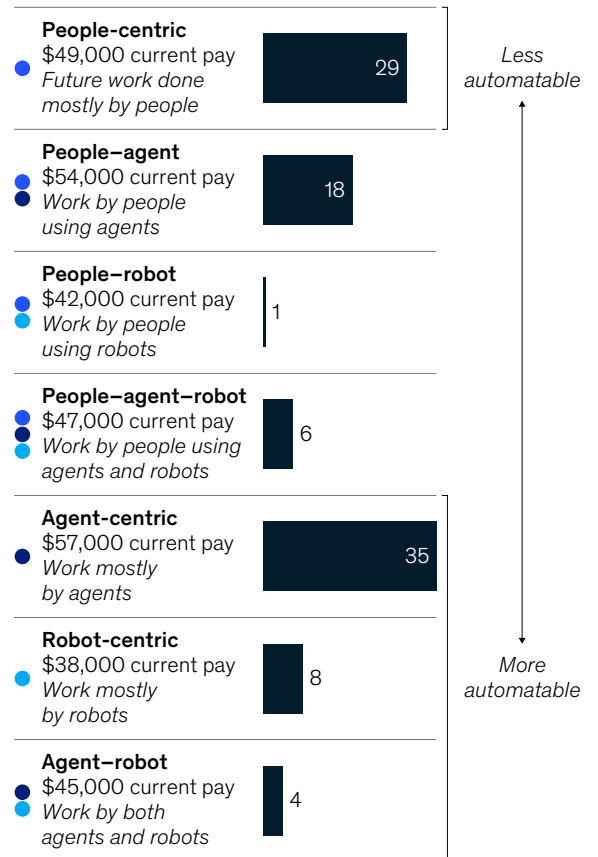 People-centric
$49,000 current pay
Future work done
mostly by people
29
Less
automatable
People–agent
$54,000 current pay
Work by people
using agents
18
People–robot
$42,000 current pay
Work by people
using robots
1
People–agent–robot
$47,000 current pay
Work by people using
agents and robots
6
Agent-centric
$57,000 current pay
Work mostly
by agents
35
Robot-centric
$38,000 current pay
Work mostly
by robots
8
More
automatable
Agent–robot
$45,000 current pay
Work by both
agents and robots
4